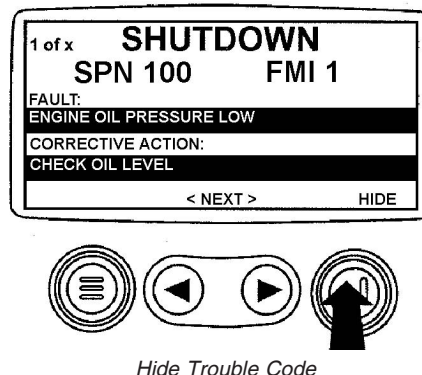 1 of x SHUTDOWN
SPN 100 FMI 1
FAULT:
ENGINE OIL PRESSURE LOW
CORRECTIVE ACTION:
CHECK OIL LEVEL
< NEXT > HIDE
Hide Trouble Code